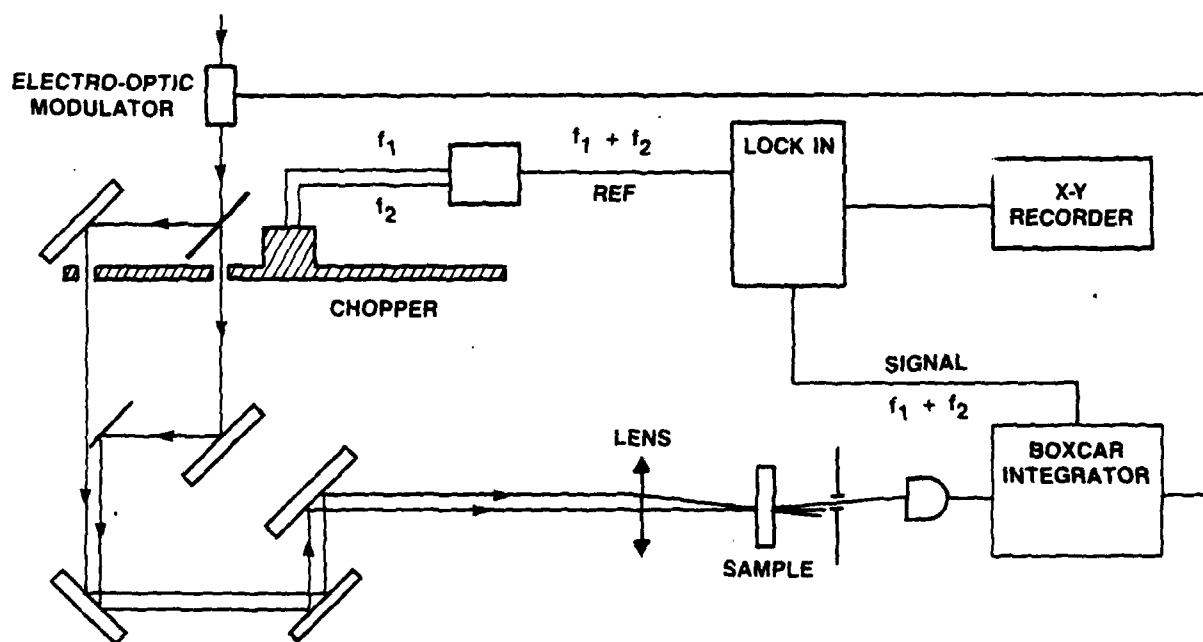 ELECTRO-OPTIC
MODULATOR
f1
f2
f1 + f2
REF
LOCK IN
X-Y
RECORDER
CHOPPER
SIGNAL
f1 + f2
LENS
SAMPLE
BOXCAR
INTEGRATOR